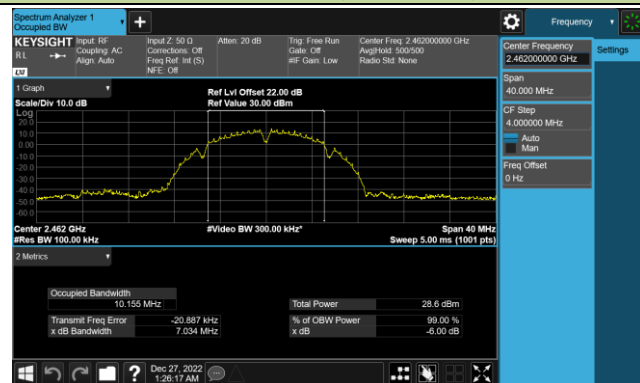 Spectrum Analyzer 1
Occupied BW
Frequency
KEYSIGHT
RL
Input: RF
Coupling: AC
Align: Auto
Input Z: 50 Ω
Corrections: Off
Freq Ref: Int (S)
NFE: Off
Atten: 20 dB
Trig: Free Run
Gate: Off
#IF Gain: Low
Center Freq: 2.462000000 GHz
Avg|Hold: 500/500
Radio Std: None
1 Graph
Scale/Div 10.0 dB
Ref Lvl Offset 22.00 dB
Ref Value 30.00 dBm
Log
20.0
10.0
0.00
-10.0
-20.0
-30.0
-40.0
-50.0
-60.0
Center 2.462 GHz
#Res BW 100.00 kHz
#Video BW 300.00 kHz*
Span 40 MHz
Sweep 5.00 ms (1001 pts)
2 Metrics
Occupied Bandwidth
10.155 MHz
Transmit Freq Error -20.887 kHz
x dB Bandwidth 7.034 MHz
Total Power 28.6 dBm
% of OBW Power 99.00 %
x dB -6.00 dB
Center Frequency
2.462000000 GHz
Span
40.000 MHz
CF Step
4.000000 MHz
Auto
Man
Freq Offset
0 Hz
Settings
?
Dec 27, 2022
1:26:17 AM